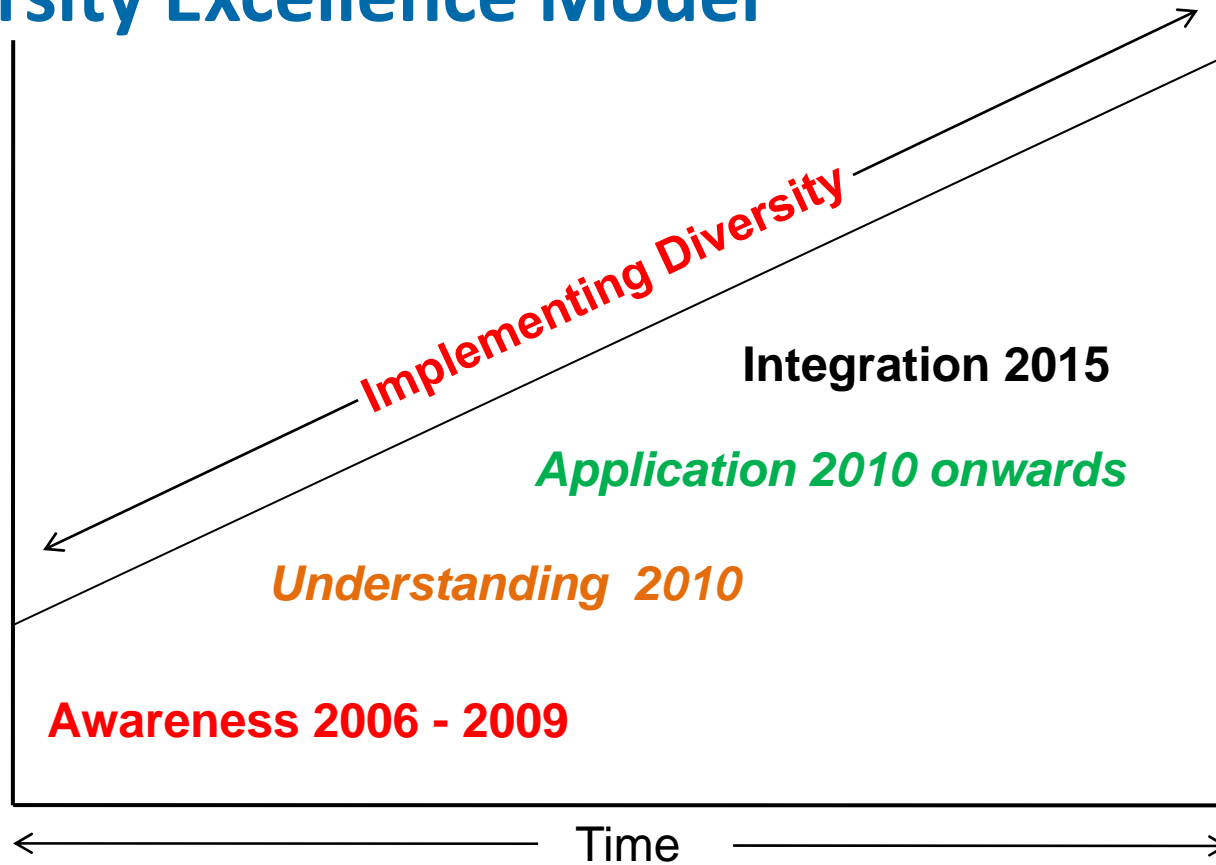 rsity Excellence Model
Implementing Diversity
Integration 2015
Application 2010 onwards
Understanding 2010
Awareness 2006 - 2009
Time